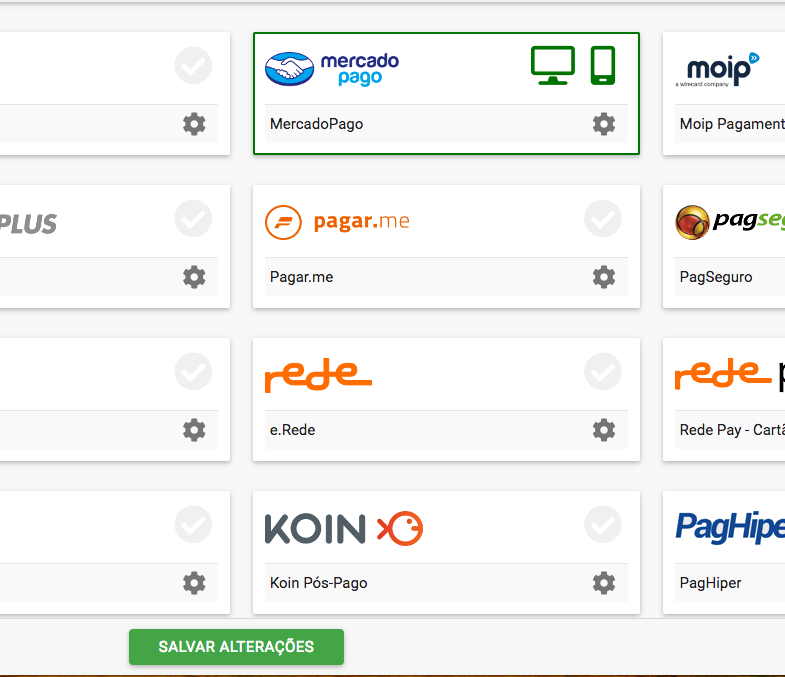 mercado
pago
moip
a wirecard company
MercadoPago
Moip Pagament
PLUS
pagar.me
pagseg
Pagar.me
PagSeguro
rede
rede p
e.Rede
Rede Pay - Cartã
KOIN
PagHipe
Koin Pós-Pago
PagHiper
SALVAR ALTERAÇÕES